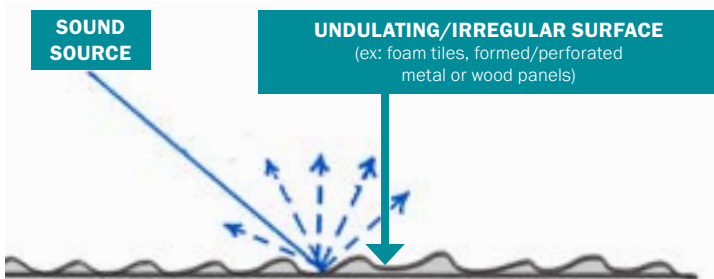 SOUND
SOURCE
UNDULATING/IRREGULAR SURFACE
(ex: foam tiles, formed/perforated
metal or wood panels)